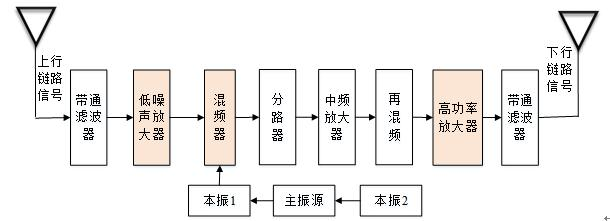 上行
链路
信号
带通
滤波
器
低噪
声放
大器
混
频
器
分
路
器
中频
放大
器
再
混
频
高功率
放大器
带通
滤波
器
下行
链路
信号
本振1
主振源
本振2